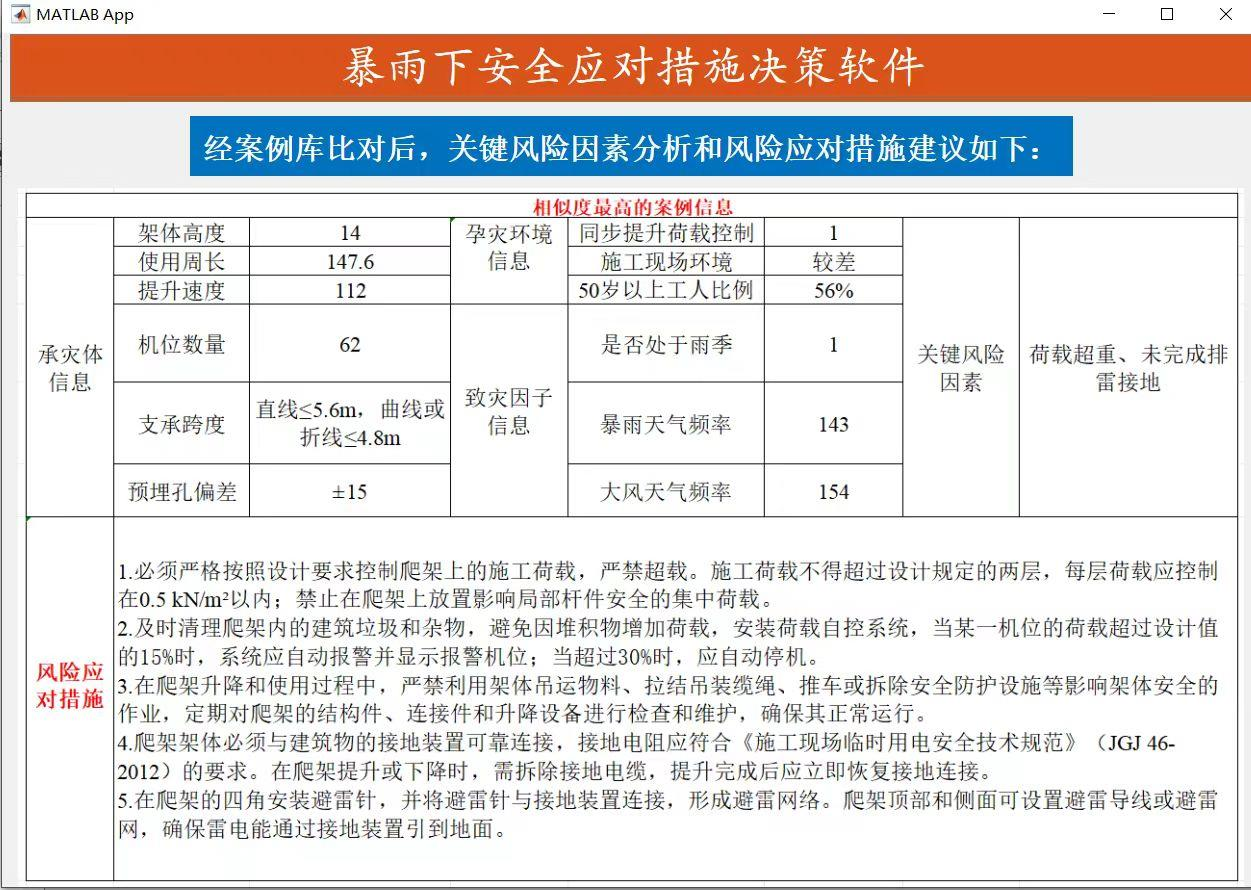 MATLAB App
暴雨下安全应对措施决策软件
经案例库比对后，关键风险因素分析和风险应对措施建议如下：
相似度最高的案例信息
承灾体
信息
架体高度
14
使用周长
147.6
提升速度
112
机位数量
62
支承跨度
直线≤5.6m，曲线或
折线≤4.8m
预埋孔偏差
±15
孕灾环境
信息
同步提升荷载控制
1
施工现场环境
较差
50岁以上工人比例
56%
致灾因子
信息
是否处于雨季
1
暴雨天气频率
143
大风天气频率
154
关键风险
因素
荷载超重、未完成排
雷接地
风险应
对措施
1.必须严格按照设计要求控制爬架上的施工荷载，严禁超载。施工荷载不得超过设计规定的两层，每层荷载应控制
在0.5 kN/m²以内；禁止在爬架上放置影响局部杆件安全的集中荷载。
2.及时清理爬架内的建筑垃圾和杂物，避免因堆积物增加荷载，安装荷载自控系统，当某一机位的荷载超过设计值
的15%时，系统应自动报警并显示报警机位；当超过30%时，应自动停机。
3.在爬架升降和使用过程中，严禁利用架体吊运物料、拉结吊装缆绳、推车或拆除安全防护设施等影响架体安全的
作业，定期对爬架的结构件、连接件和升降设备进行检查和维护，确保其正常运行。
4.爬架架体必须与建筑物的接地装置可靠连接，接地电阻应符合《施工现场临时用电安全技术规范》（JGJ 46-
2012）的要求。在爬架提升或下降时，需拆除接地电缆，提升完成后应立即恢复接地连接。
5.在爬架的四角安装避雷针，并将避雷针与接地装置连接，形成避雷网络。爬架顶部和侧面可设置避雷导线或避雷
网，确保雷电能通过接地装置引到地面。